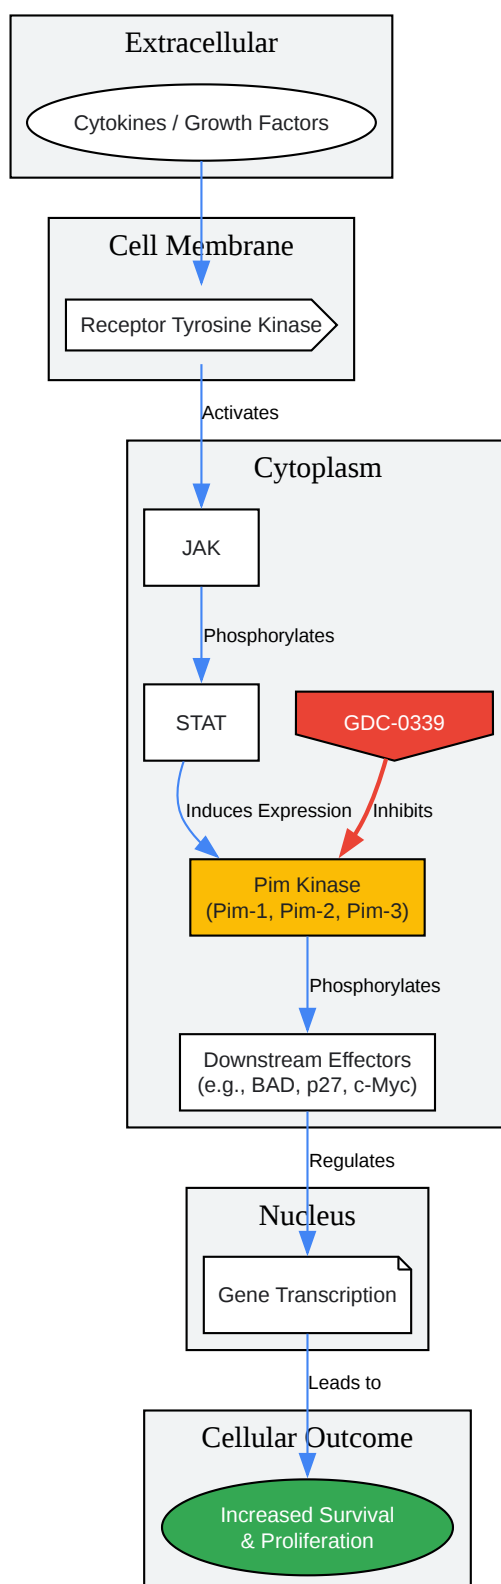 Extracellular
Cytokines / Growth Factors
Cell Membrane
Receptor Tyrosine Kinase
Activates
Cytoplasm
JAK
Phosphorylates
STAT
GDC-0339
Induces Expression
Inhibits
Pim Kinase
(Pim-1, Pim-2, Pim-3)
Phosphorylates
Downstream Effectors
(e.g., BAD, p27, c-Myc)
Regulates
Nucleus
Gene Transcription
Leads to
Cellular Outcome
Increased Survival
& Proliferation